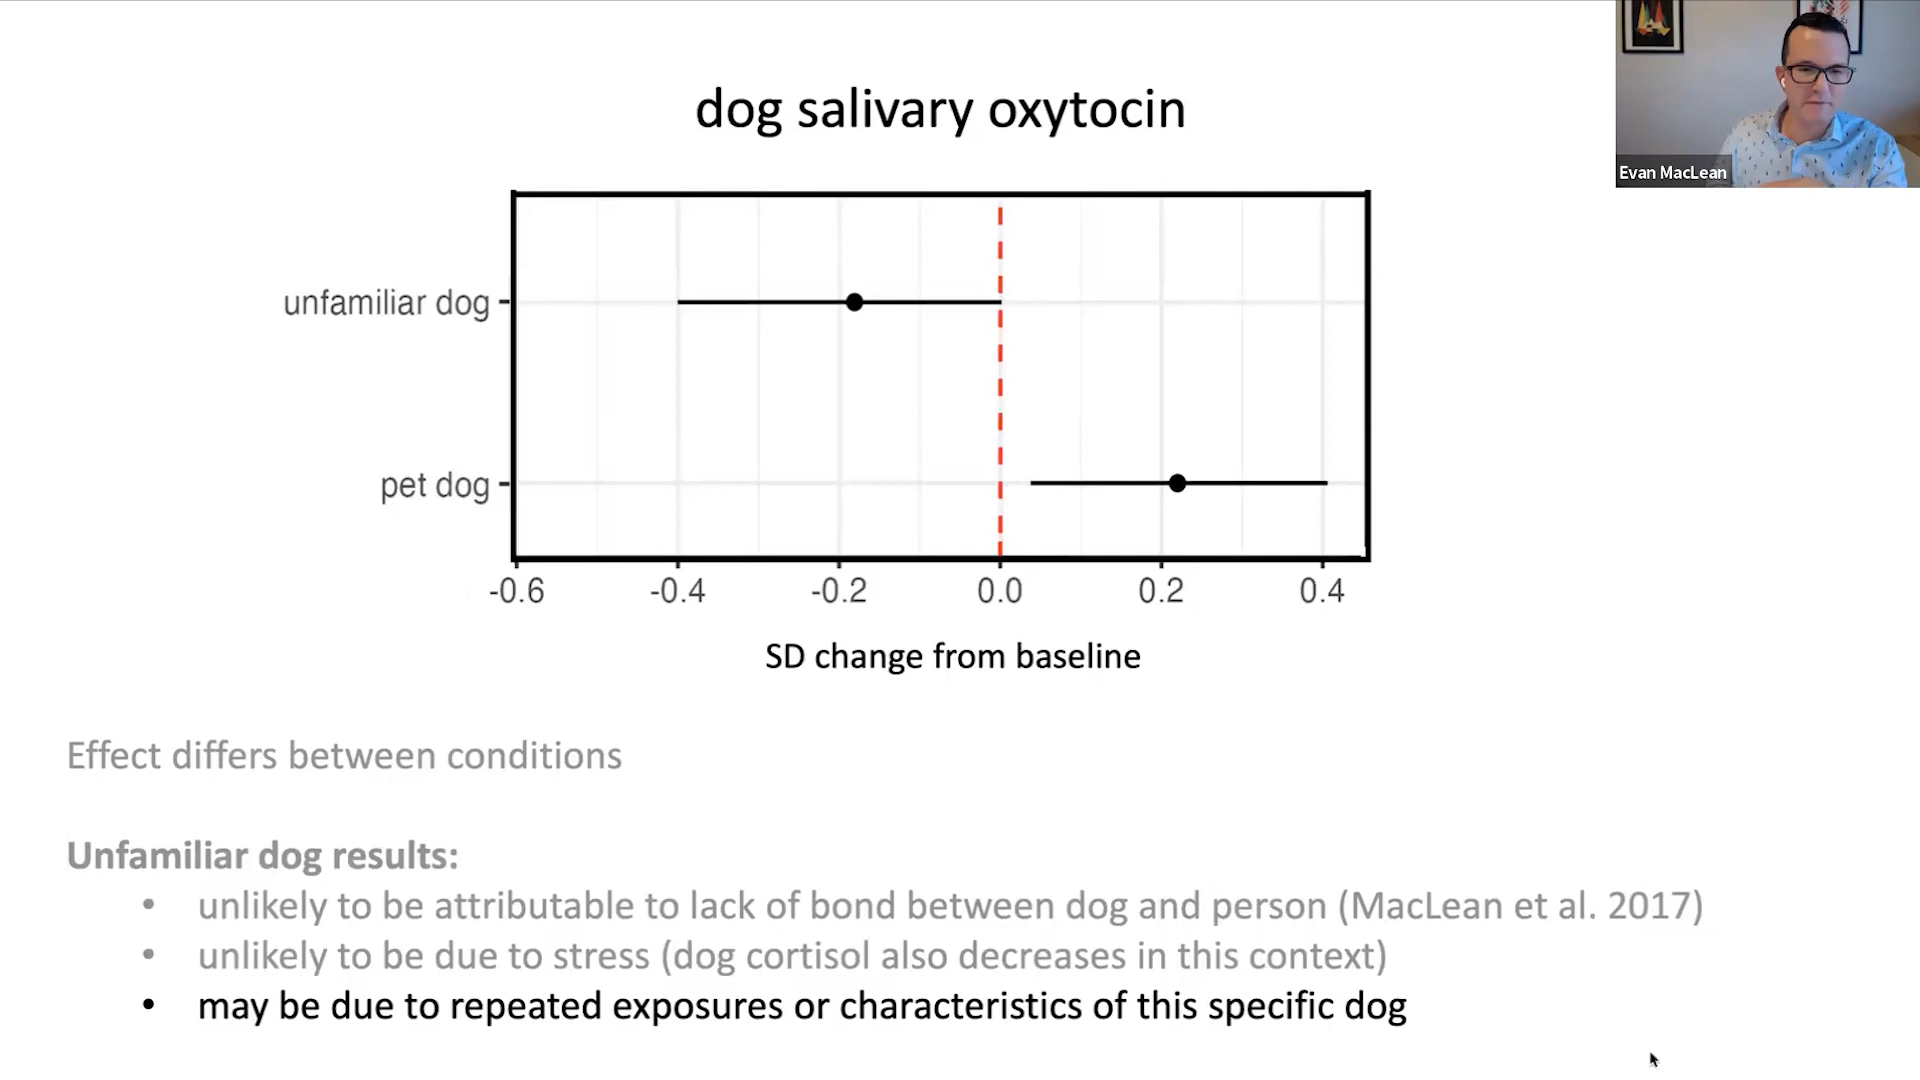 dog salivary oxytocin
Evan MacLean
unfamiliar dog
pet dog
-0.6 -0.4 -0.2 0.0 0.2 0.4
SD change from baseline
Effect differs between conditions
Unfamiliar dog results:
• unlikely to be attributable to lack of bond between dog and person (MacLean et al. 2017)
• unlikely to be due to stress (dog cortisol also decreases in this context)
• may be due to repeated exposures or characteristics of this specific dog